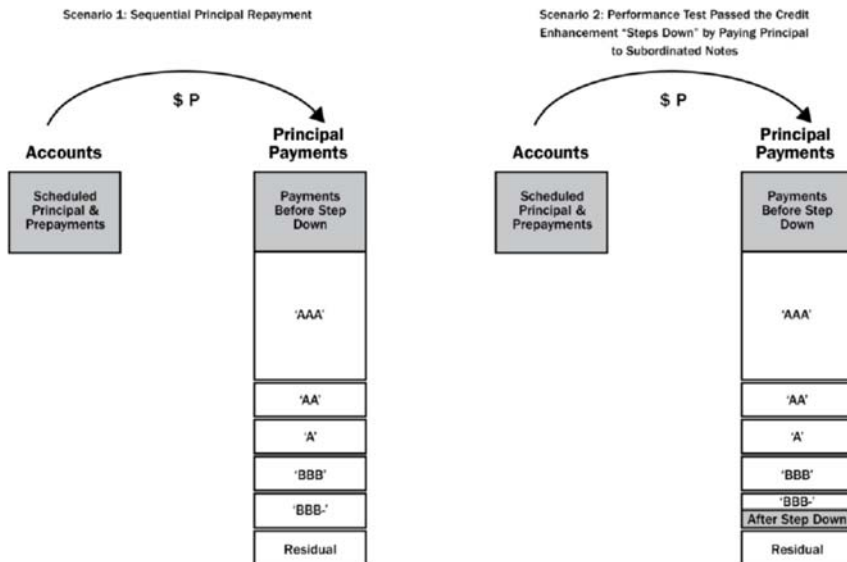 Scenario 1: Sequential Principal Repayment
$ P
Accounts
Principal
Payments
Scheduled
Principal &
Prepayments
Payments
Before Step
Down
'AAA'
'AA'
'A'
'BBB'
'BBB-'
Residual
Scenario 2: Performance Test Passed the Credit
Enhancement "Steps Down" by Paying Principal
to Subordinated Notes
$ P
Accounts
Principal
Payments
Scheduled
Principal &
Prepayments
Payments
Before Step
Down
'AAA'
'AA'
'A'
'BBB'
'BBB-'
After Step Down
Residual